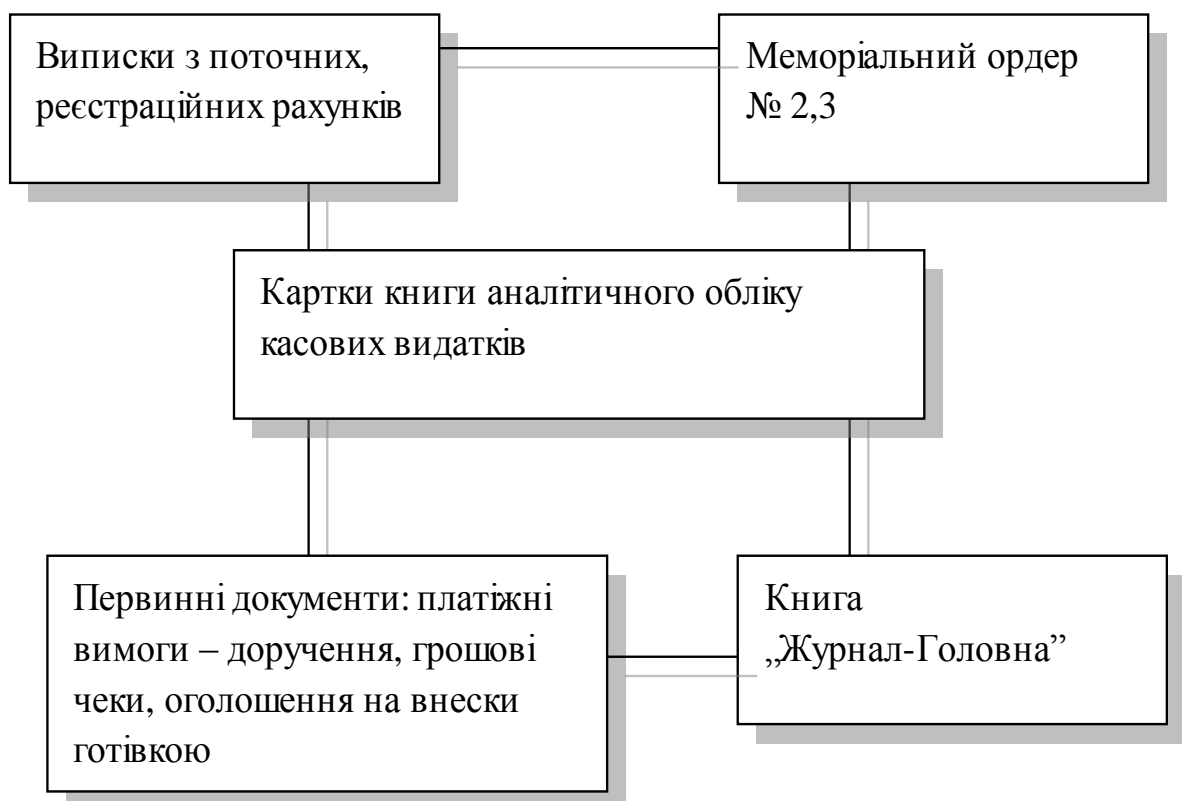 Виписки з поточних,
реєстраційних рахунків
Меморіальний ордер
№ 2,3
Картки книги аналітичного обліку
касових видатків
Первинні документи: платіжні
вимоги – доручення, грошові
чеки, оголошення на внески
готівкою
Книга
„Журнал-Головна”